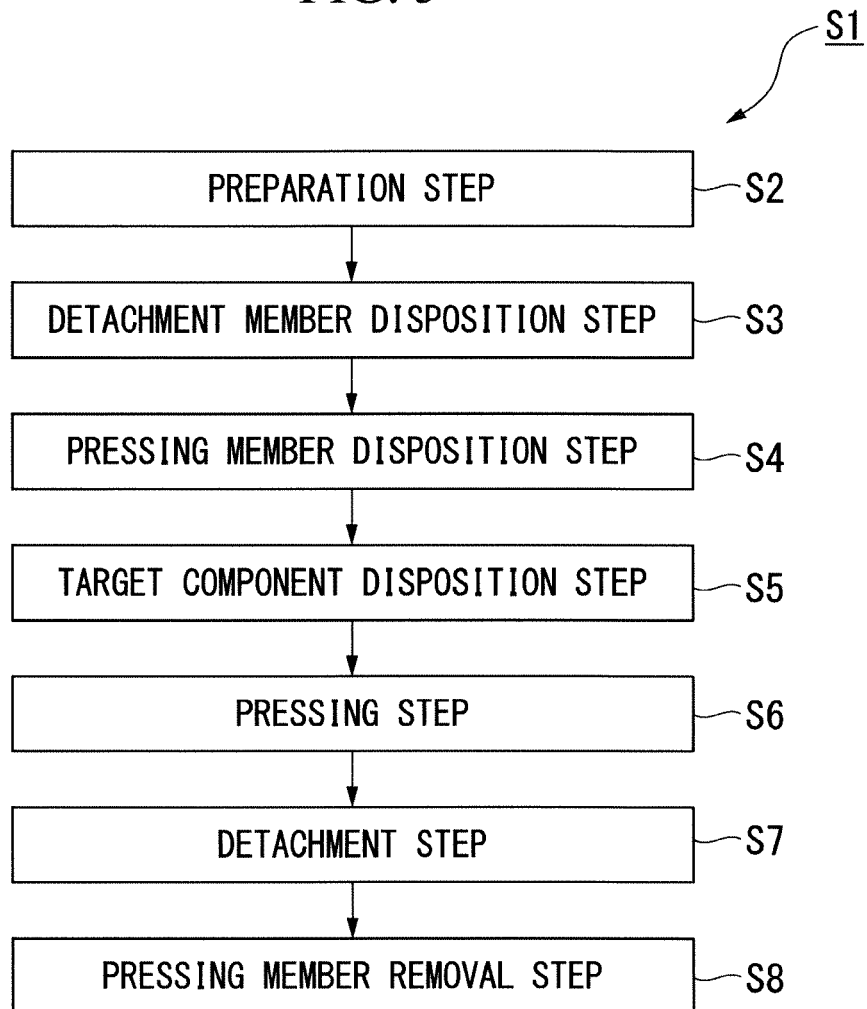 S1
PREPARATION STEP S2
DETACHMENT MEMBER DISPOSITION STEP S3
PRESSING MEMBER DISPOSITION STEP S4
TARGET COMPONENT DISPOSITION STEP S5
PRESSING STEP S6
DETACHMENT STEP S7
PRESSING MEMBER REMOVAL STEP S8